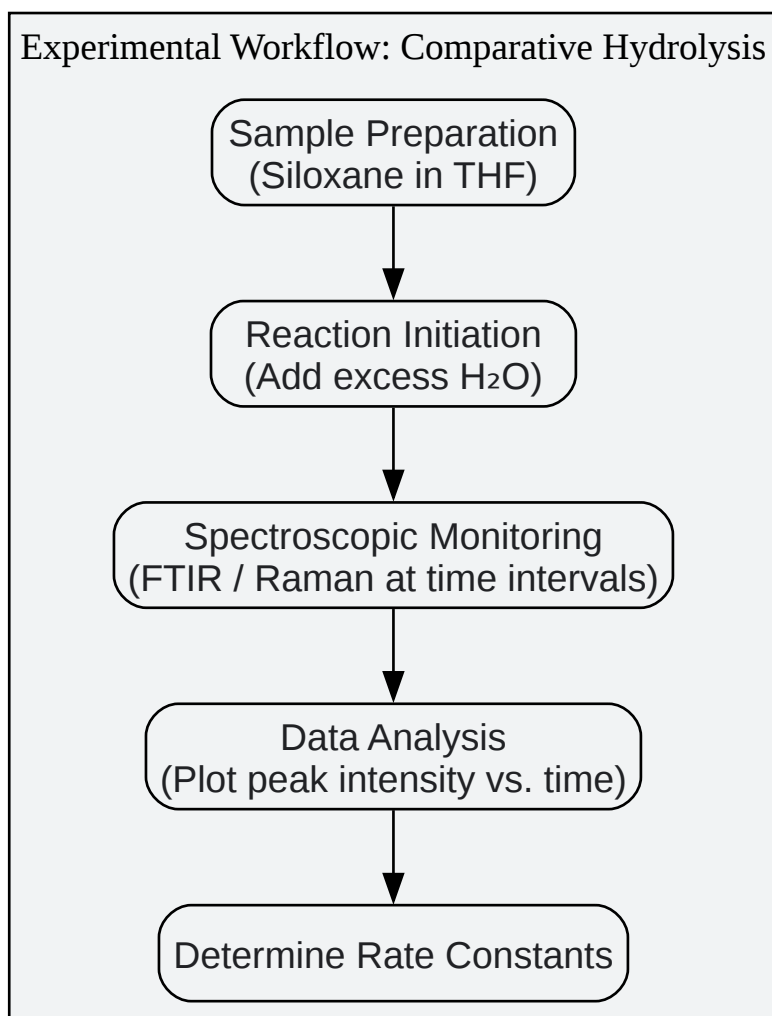 Experimental Workflow: Comparative Hydrolysis
Sample Preparation
(Siloxane in THF)
Reaction Initiation
(Add excess H₂O)
Spectroscopic Monitoring
(FTIR / Raman at time intervals)
Data Analysis
(Plot peak intensity vs. time)
Determine Rate Constants